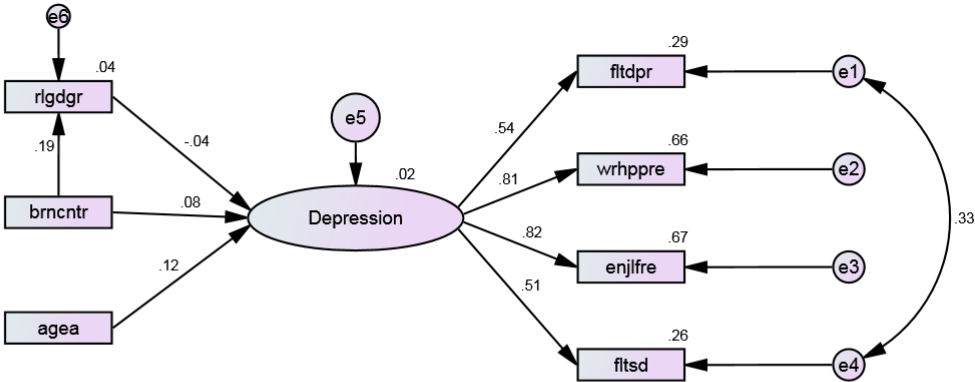 e6
.04
rlgdgr
.19
-.04
brncntr
.08
agea
.12
e5
.02
Depression
.54
.81
.82
.51
.29
fltdpr
e1
.66
wrhppre
e2
.67
enjlfre
e3
.26
fltsd
e4
.33